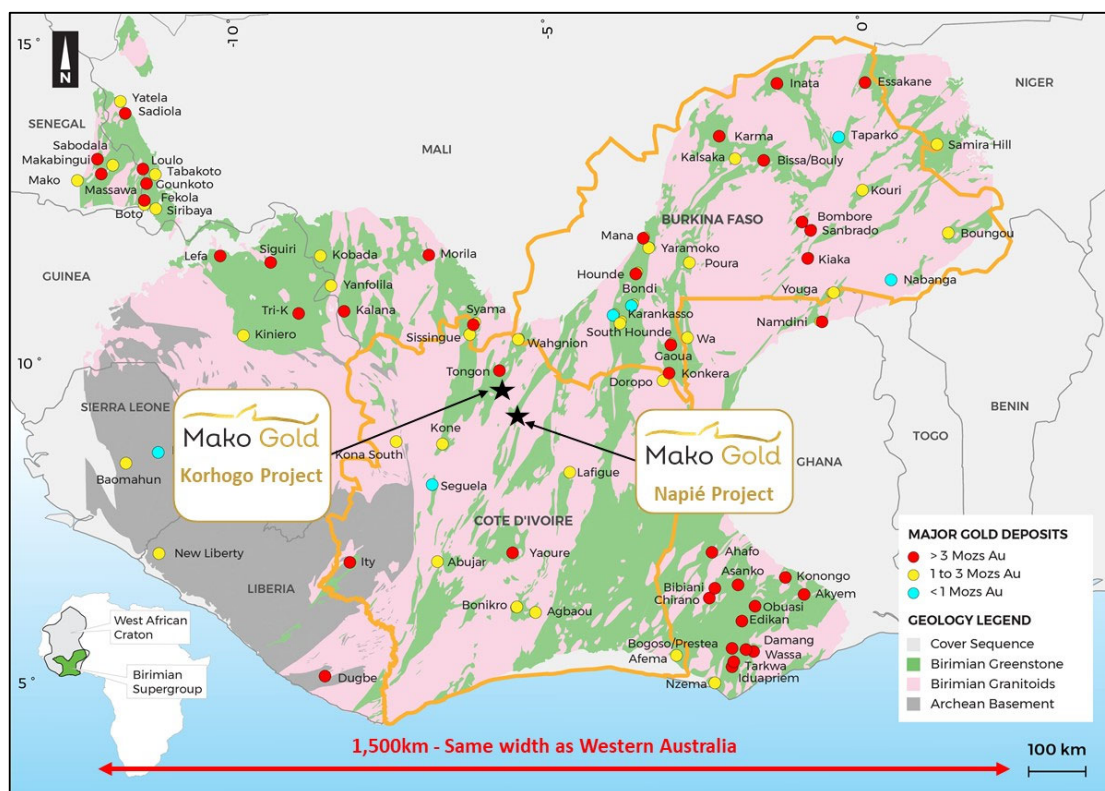 15
-10
-5
0
N
NIGER
Inata
Essakane
Yatela
Sadiola
SENEGAL
MALI
Karma
Taparko
Kalsaka
Bissa/Bouly
Samira Hill
Sabodala
Makabingui
Loulo
Tabakoto
Mako
Massawa
Gounkoto
Fekola
Boto
Siribaya
Kouri
BURKINA FASO
Bombore
Sanbrado
Boungou
Mana
Yaramoko
Kiaka
Lefa
Siguiri
Kobada
Morila
Poura
GUINEA
Hounde
Yanfolila
Bondi
Nabanga
Youga
Tri-K
Kalana
Syama
Karankasso
Namdini
Kiniero
Sissingue
South Hounde
Wahgnion
Wa
Gaoua
10
Tongon
Konkera
Doropo
BENIN
SIERRA LEONE
Mako Gold
Korhogo Project
Kone
Mako Gold
Napié Project
TOGO
GHANA
Kona South
Baomahun
Lafigue
Seguela
COTE D'IVOIRE
MAJOR GOLD DEPOSITS
> 3 Mozs Au
1 to 3 Mozs Au
< 1 Mozs Au
New Liberty
Ity
Abujar
Yaoure
Ahafo
Asanko
Konongo
LIBERIA
Bibiani
Chirano
Akyem
Bonikro
Agbaou
Obuasi
Edikan
GEOLOGY LEGEND
Cover Sequence
Birimian Greenstone
Birimian Granitoids
Archean Basement
West African
Craton
Bogoso/Prestea
Damang
Afema
Wassa
Tarkwa
Iduapriem
Birimian
Supergroup
5
Dugbe
Nzema
1,500km - Same width as Western Australia
100 km